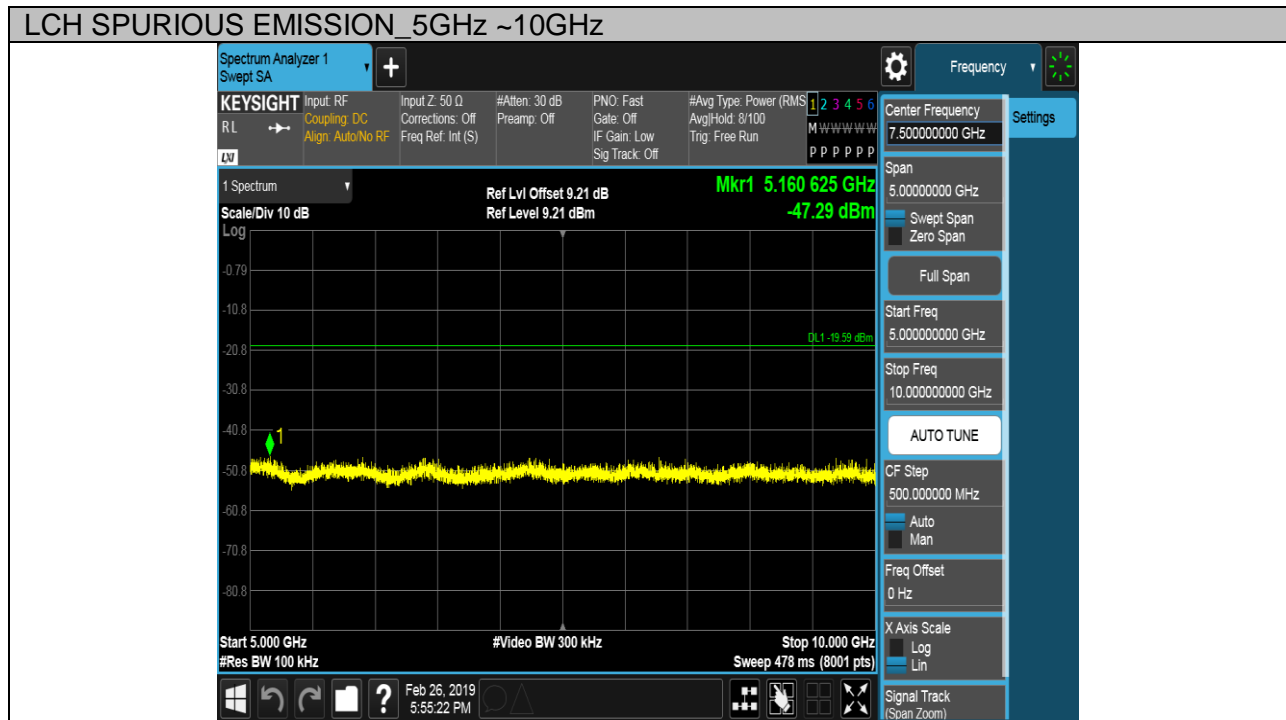 LCH SPURIOUS EMISSION_5GHz ~10GHz
Spectrum Analyzer 1
Swept SA
+
Frequency
KEYSIGHT
RL
LXI
Input: RF
Coupling: DC
Align: Auto/No RF
Input Z: 50 Ω
Corrections: Off
Freq Ref: Int (S)
#Atten: 30 dB
Preamp: Off
PNO: Fast
Gate: Off
IF Gain: Low
Sig Track: Off
#Avg Type: Power (RMS
Avg|Hold: 8/100
Trig: Free Run
1 2 3 4 5 6
M W W W W W
P P P P P P
1 Spectrum
Scale/Div 10 dB
Ref Lvl Offset 9.21 dB
Ref Level 9.21 dBm
Mkr1 5.160 625 GHz
-47.29 dBm
Log
-0.79
-10.8
DL1 -19.59 dBm
-20.8
-30.8
-40.8
1
-50.8
-60.8
-70.8
-80.8
Start 5.000 GHz
#Video BW 300 kHz
Stop 10.000 GHz
#Res BW 100 kHz
Sweep 478 ms (8001 pts)
Center Frequency
7.500000000 GHz
Settings
Span
5.00000000 GHz
Swept Span
Zero Span
Full Span
Start Freq
5.000000000 GHz
Stop Freq
10.000000000 GHz
AUTO TUNE
CF Step
500.000000 MHz
Auto
Man
Freq Offset
0 Hz
X Axis Scale
Log
Lin
Signal Track
(Span Zoom)
?
Feb 26, 2019
5:55:22 PM